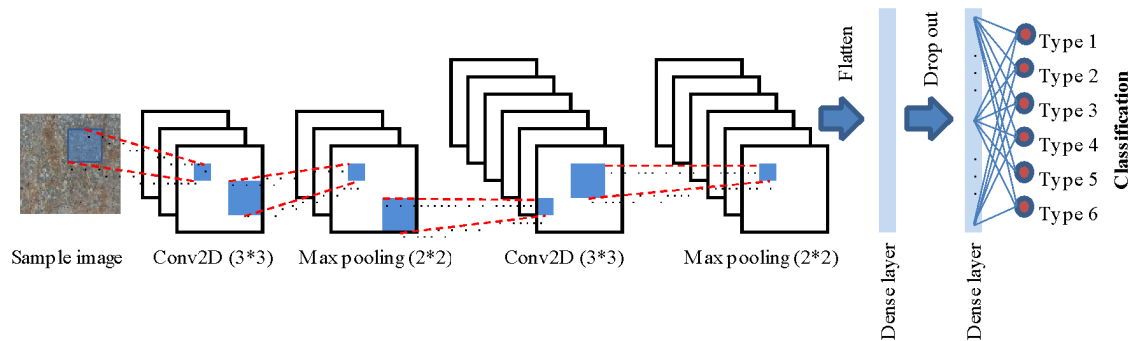 Sample image
Conv2D (3*3)
Max pooling (2*2)
Conv2D (3*3)
Max pooling (2*2)
Flatten
Dense layer
Drop out
Dense layer
Type 1
Type 2
Type 3
Type 4
Type 5
Type 6
Classification